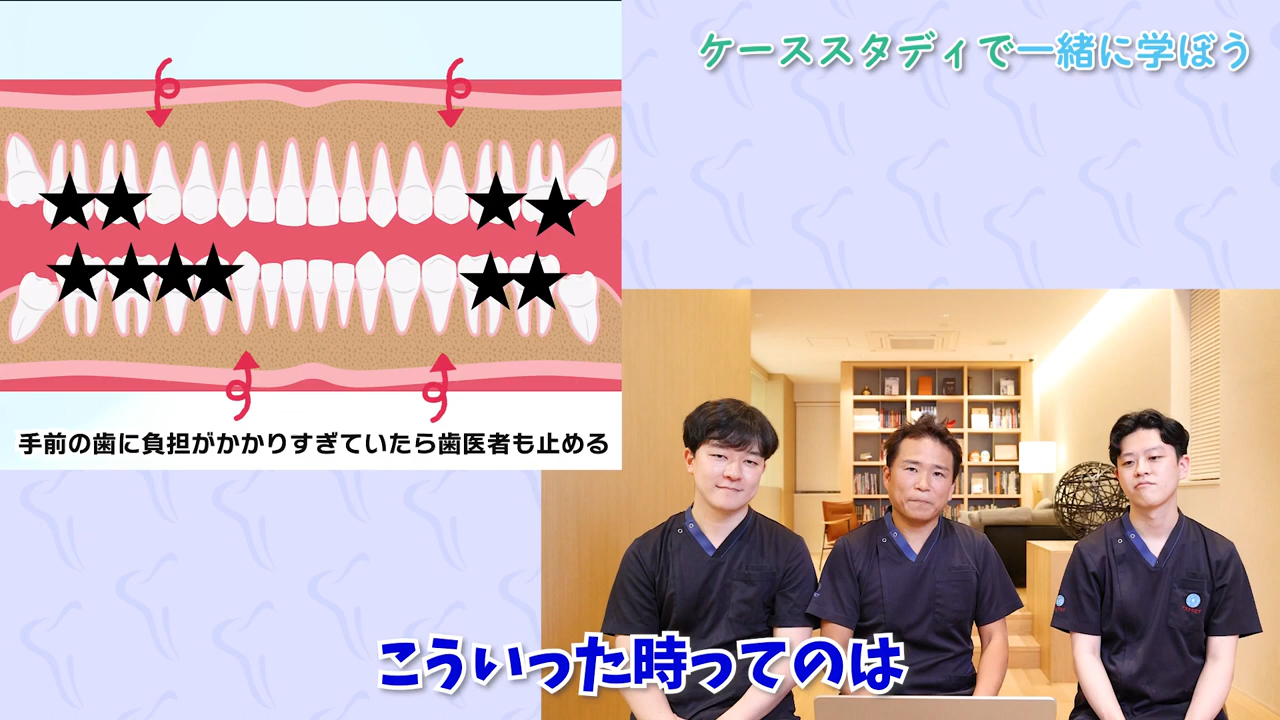 ケーススタディで一緒に学ぼう
手前の歯に負担がかかりすぎていたら歯医者も止める
こういった時ってのは